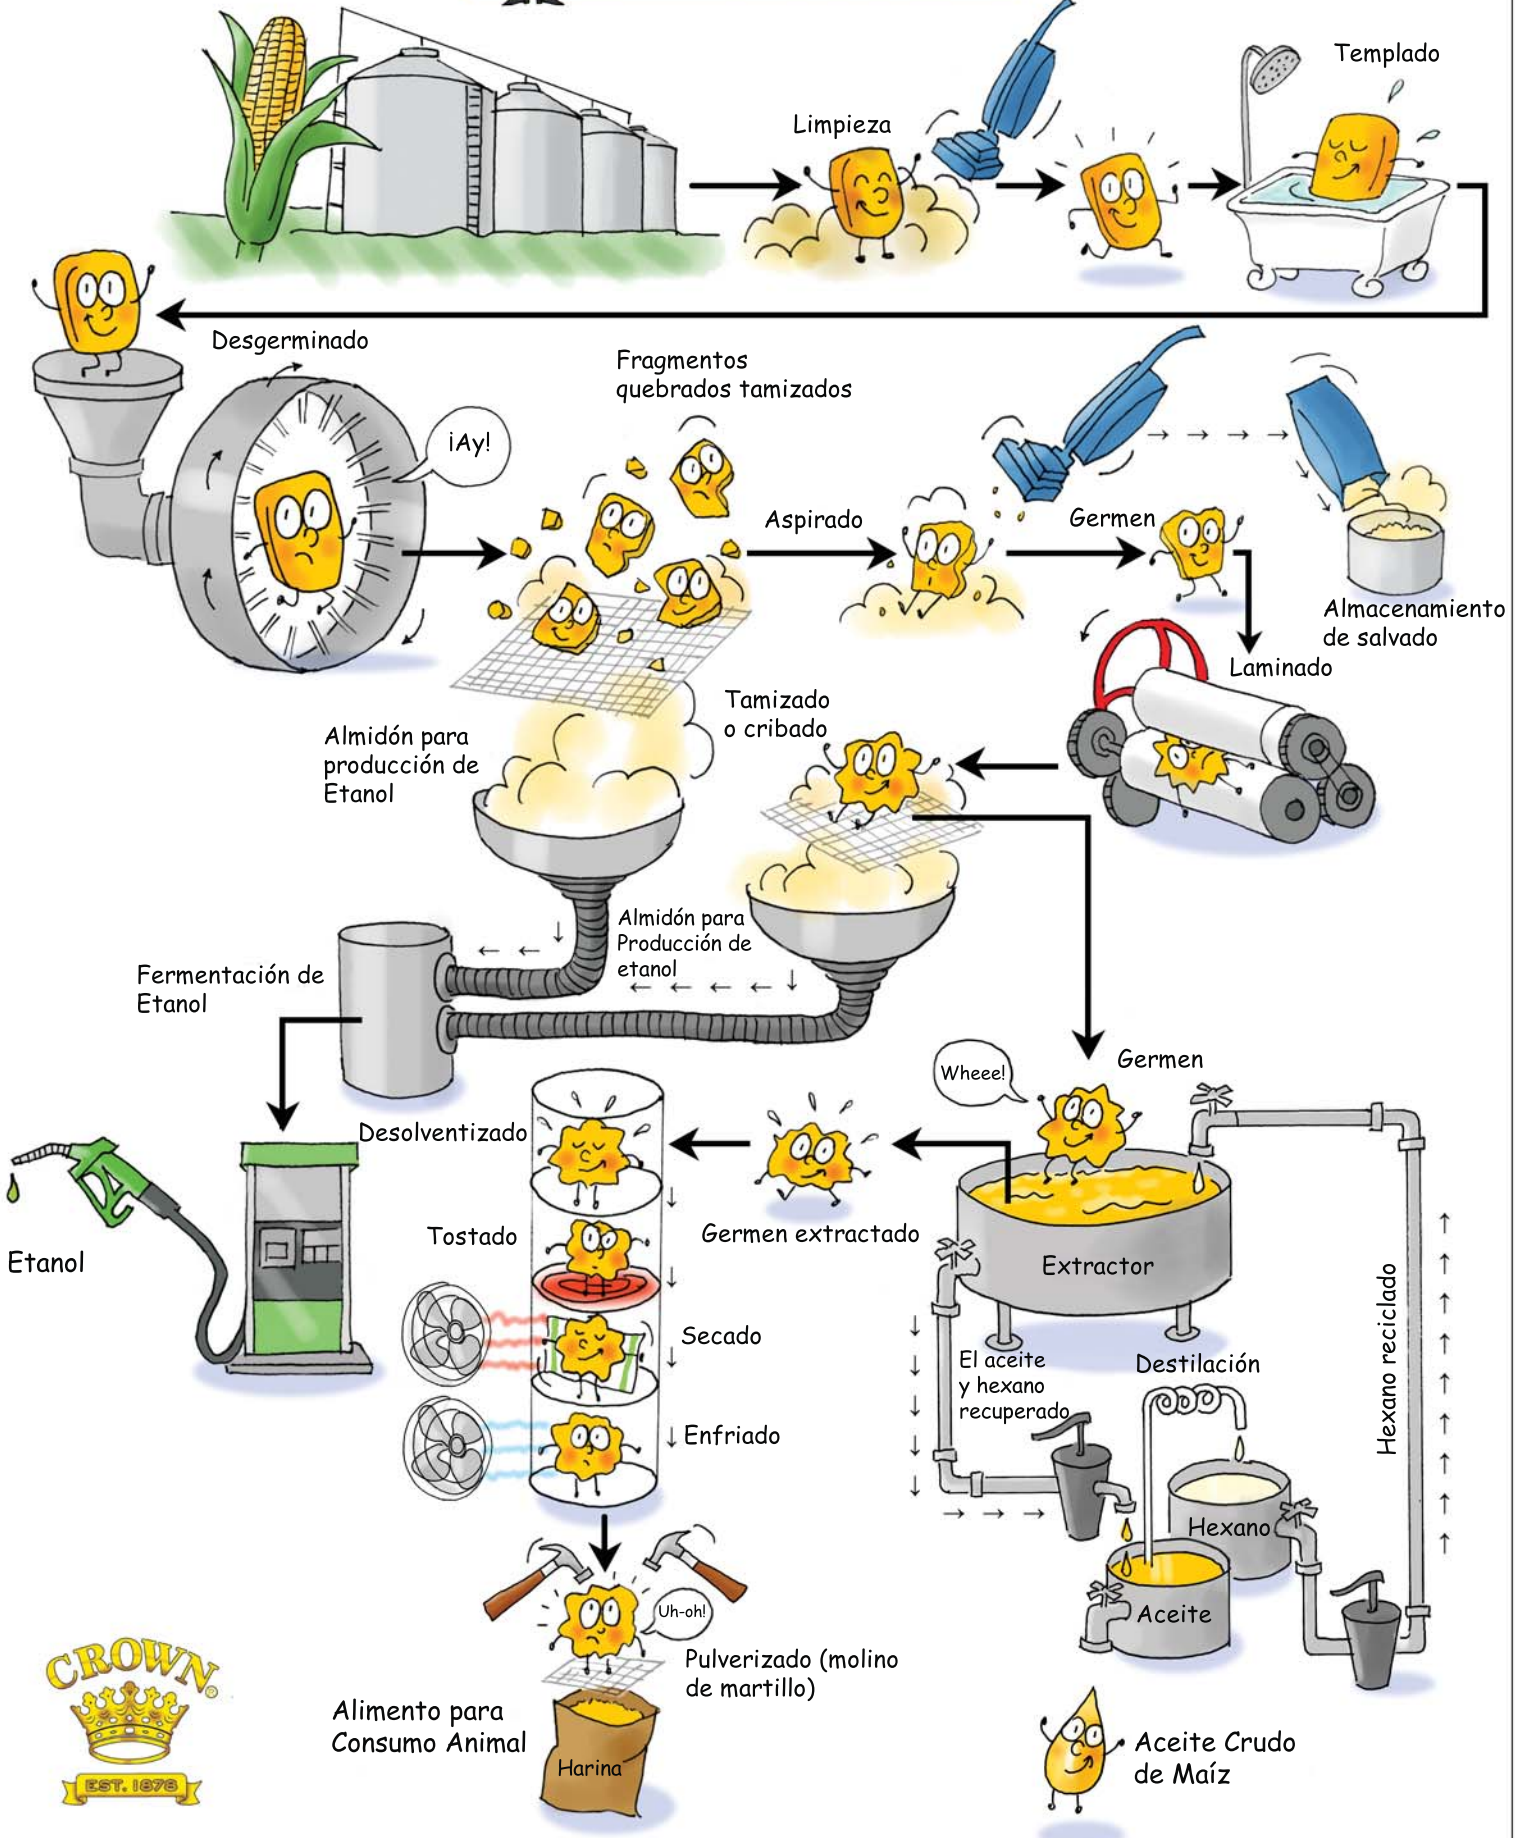 Templado
Limpieza
Desgerminado
Fragmentos
quebrados tamizados
¡Ay!
Aspirado
Germen
Almacenamiento
de salvado
Laminado
Tamizado
o cribado
Almidón para
producción de
Etanol
Almidón para
Producción de
etanol
Fermentación de
Etanol
Germen
Wheee!
Desolventizado
Germen extractado
Tostado
Etanol
Extractor
Secado
El aceite
y hexano
recuperado
Destilación
Hexano reciclado
Enfriado
Hexano
Aceite
Uh-oh!
Pulverizado (molino
de martillo)
Alimento para
Consumo Animal
Harina
Aceite Crudo
de Maíz
CROWN®
EST. 1878